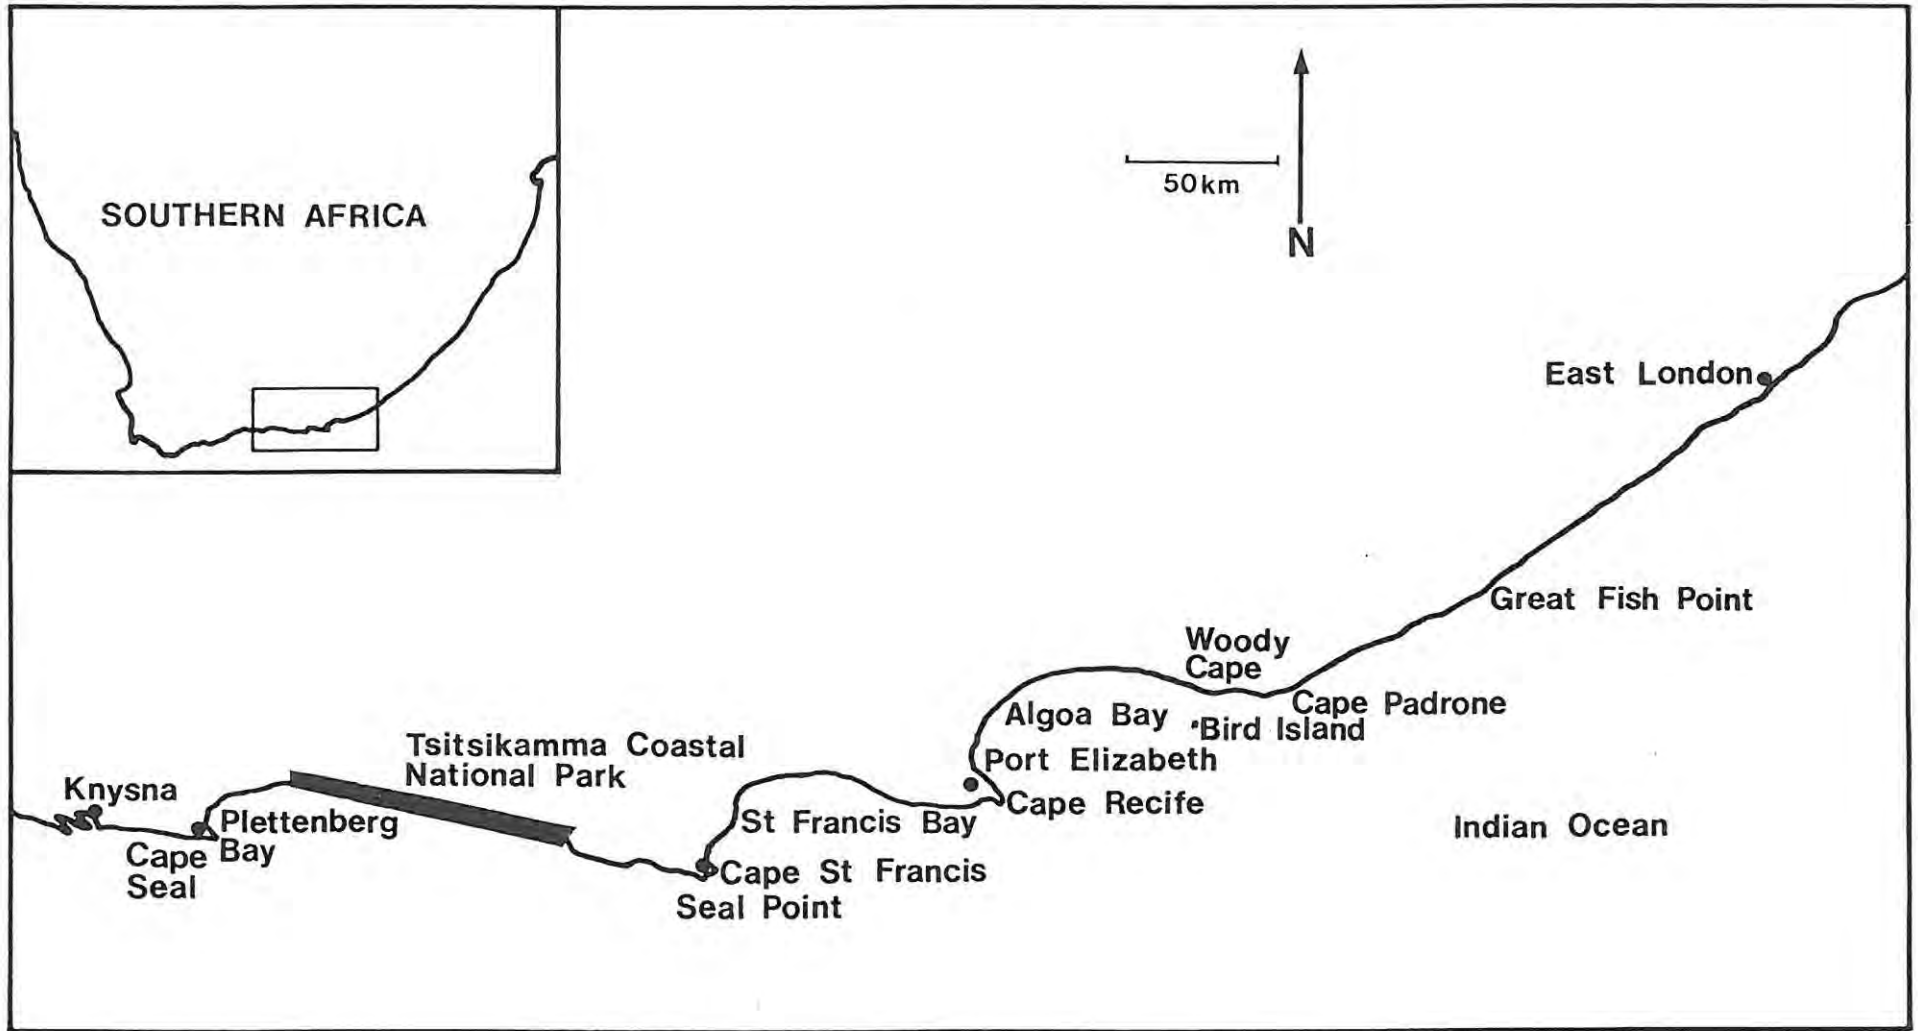 SOUTHERN AFRICA
50km
N
East London
Great Fish Point
Woody
Cape
Cape Padrone
Algoa Bay
Bird Island
Port Elizabeth
Cape Recife
Tsitsikamma Coastal
National Park
Knysna
Plettenberg
Bay
Cape
Seal
St Francis Bay
Cape St Francis
Seal Point
Indian Ocean